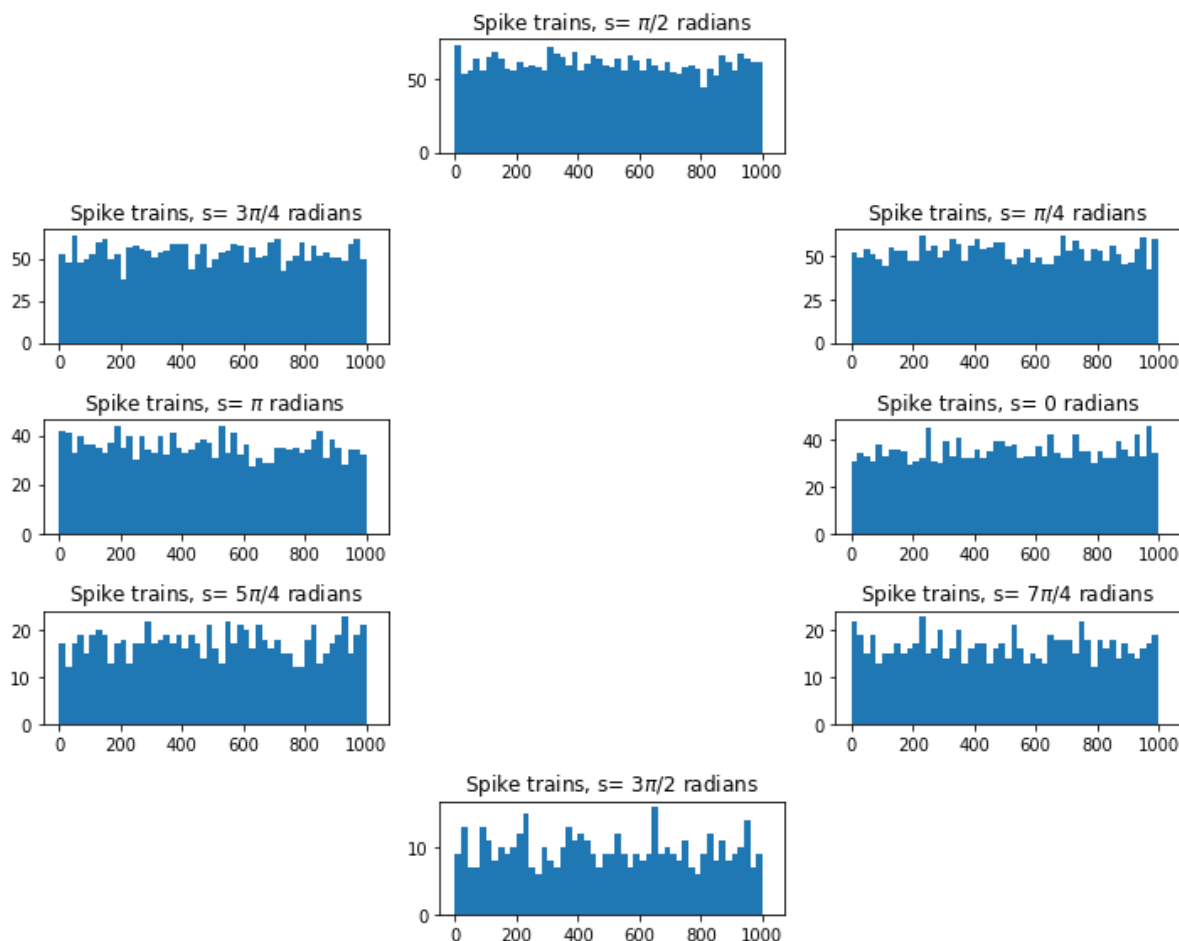 Spike trains, s= π/2 radians
50
0
0 200 400 600 800 1000
Spike trains, s= 3π/4 radians
50
25
0
0 200 400 600 800 1000
Spike trains, s= π/4 radians
50
25
0
0 200 400 600 800 1000
Spike trains, s= π radians
40
20
0
0 200 400 600 800 1000
Spike trains, s= 0 radians
40
20
0
0 200 400 600 800 1000
Spike trains, s= 5π/4 radians
20
10
0
0 200 400 600 800 1000
Spike trains, s= 7π/4 radians
20
10
0
0 200 400 600 800 1000
Spike trains, s= 3π/2 radians
10
0
0 200 400 600 800 1000